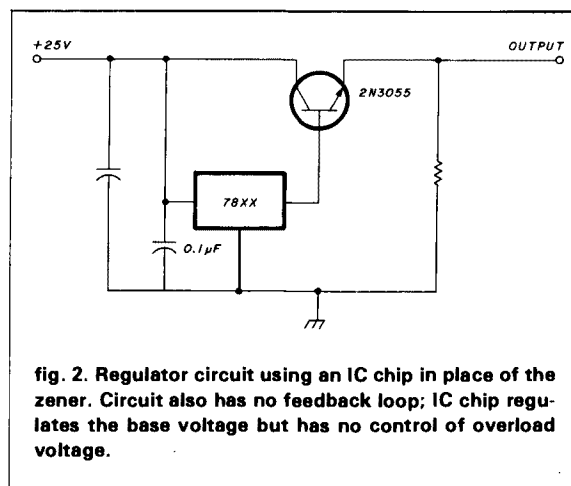 +25V
OUTPUT
2N3055
78XX
0.1µF
fig. 2. Regulator circuit using an IC chip in place of the
zener. Circuit also has no feedback loop; IC chip regu-
lates the base voltage but has no control of overload
voltage.